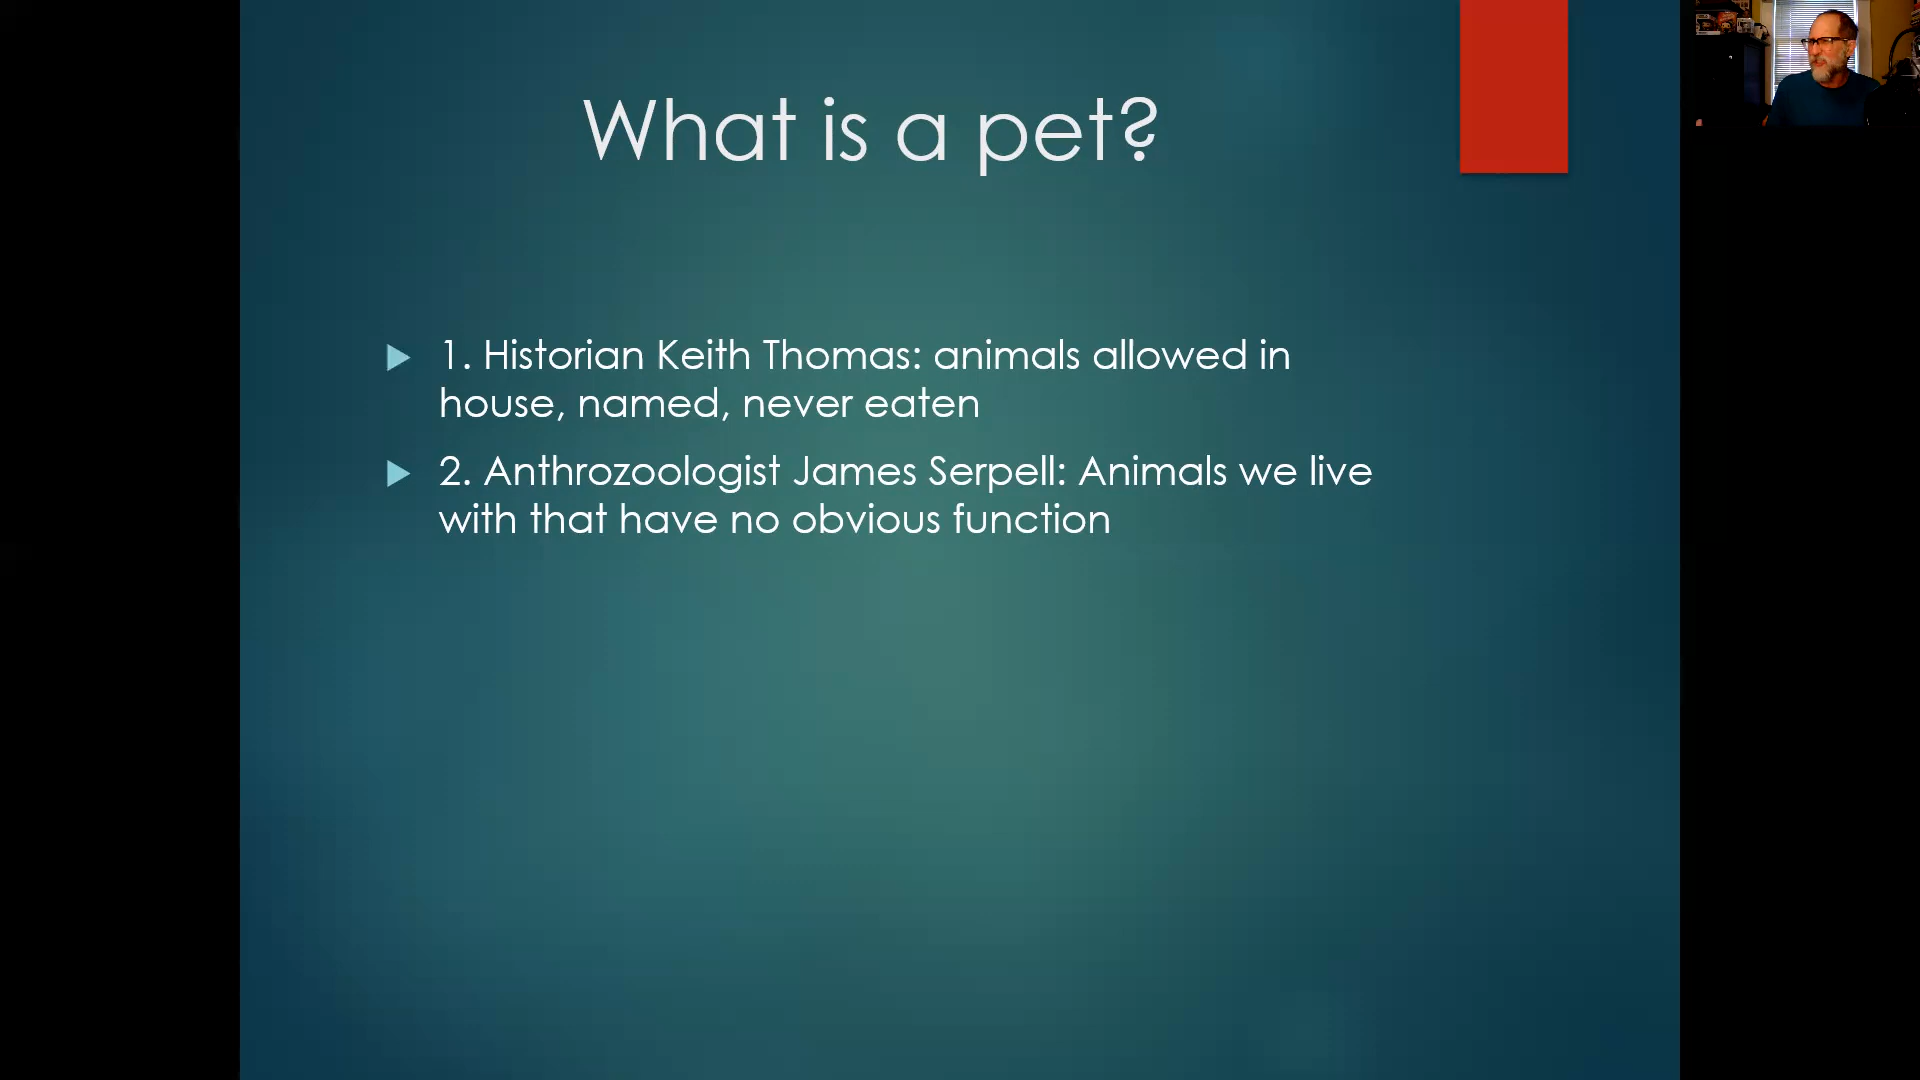 What is a pet?
1. Historian Keith Thomas: animals allowed in
house, named, never eaten
2. Anthrozoologist James Serpell: Animals we live
with that have no obvious function